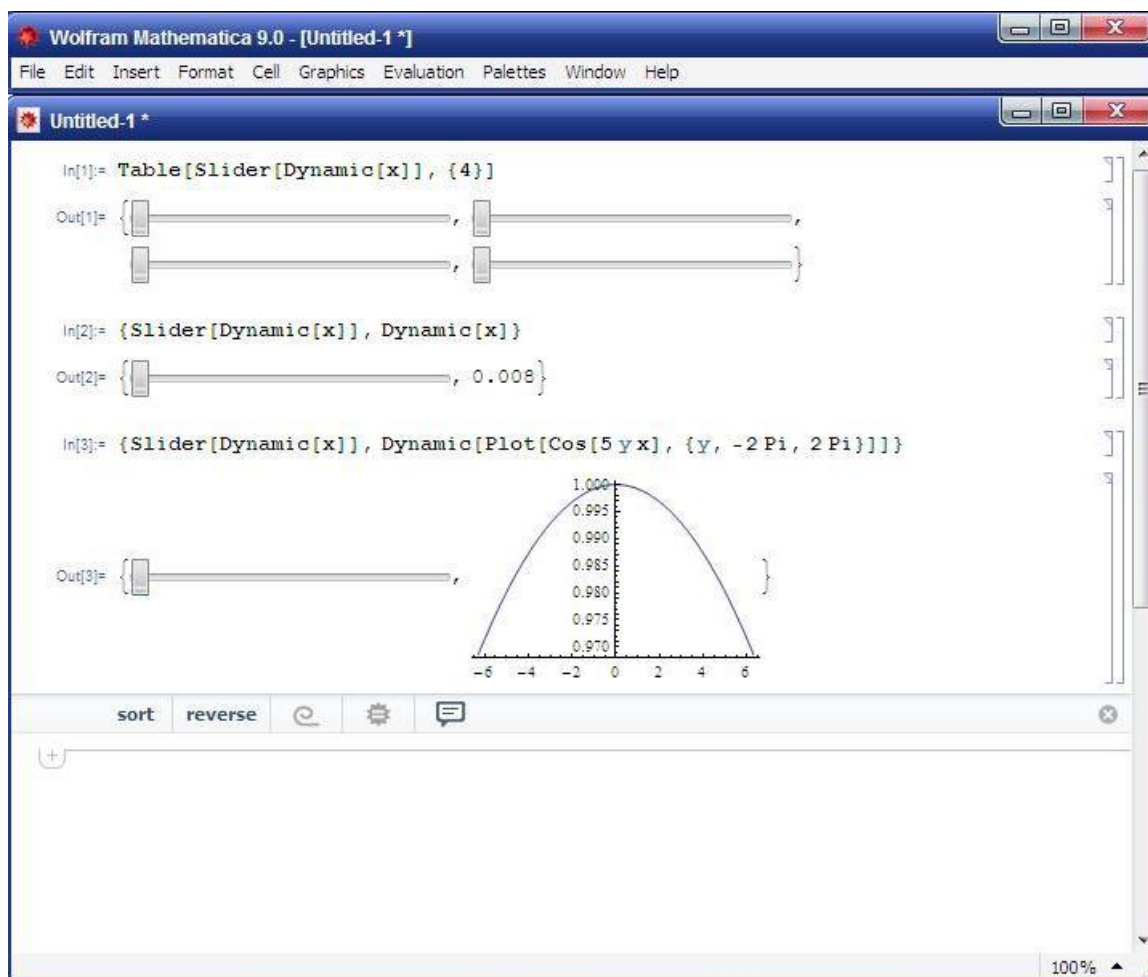 Wolfram Mathematica 9.0 - [Untitled-1 *]
File Edit Insert Format Cell Graphics Evaluation Palettes Window Help
Untitled-1 *
In[1]:= Table[Slider[Dynamic[x]], {4}]
Out[1]= { , ,
, }
In[2]:= {Slider[Dynamic[x]], Dynamic[x]}
Out[2]= { , 0.008}
In[3]:= {Slider[Dynamic[x]], Dynamic[Plot[Cos[5 y x], {y, -2 Pi, 2 Pi}]]}
1.000
0.995
0.990
0.985
Out[3]= { , }
0.980
0.975
0.970
-6 -4 -2 0 2 4 6
sort reverse
100%